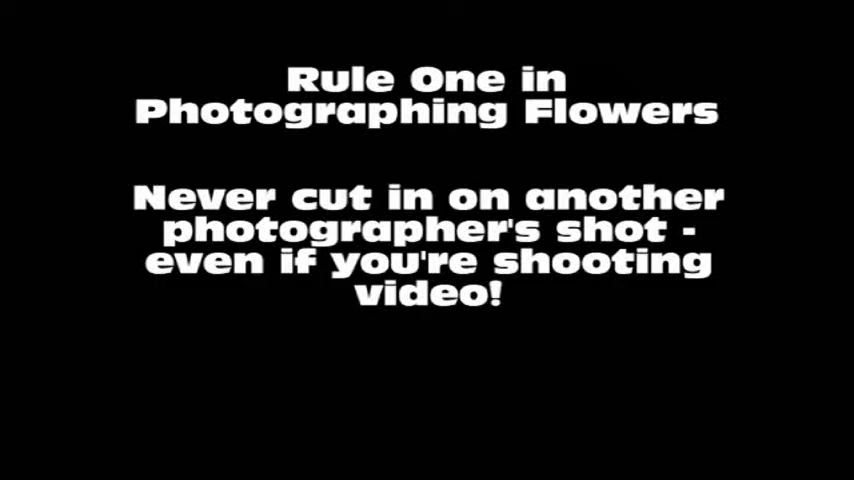 Rule One in
Photographing Flowers
Never cut in on another
photographer's shot -
even if you're shooting
video!